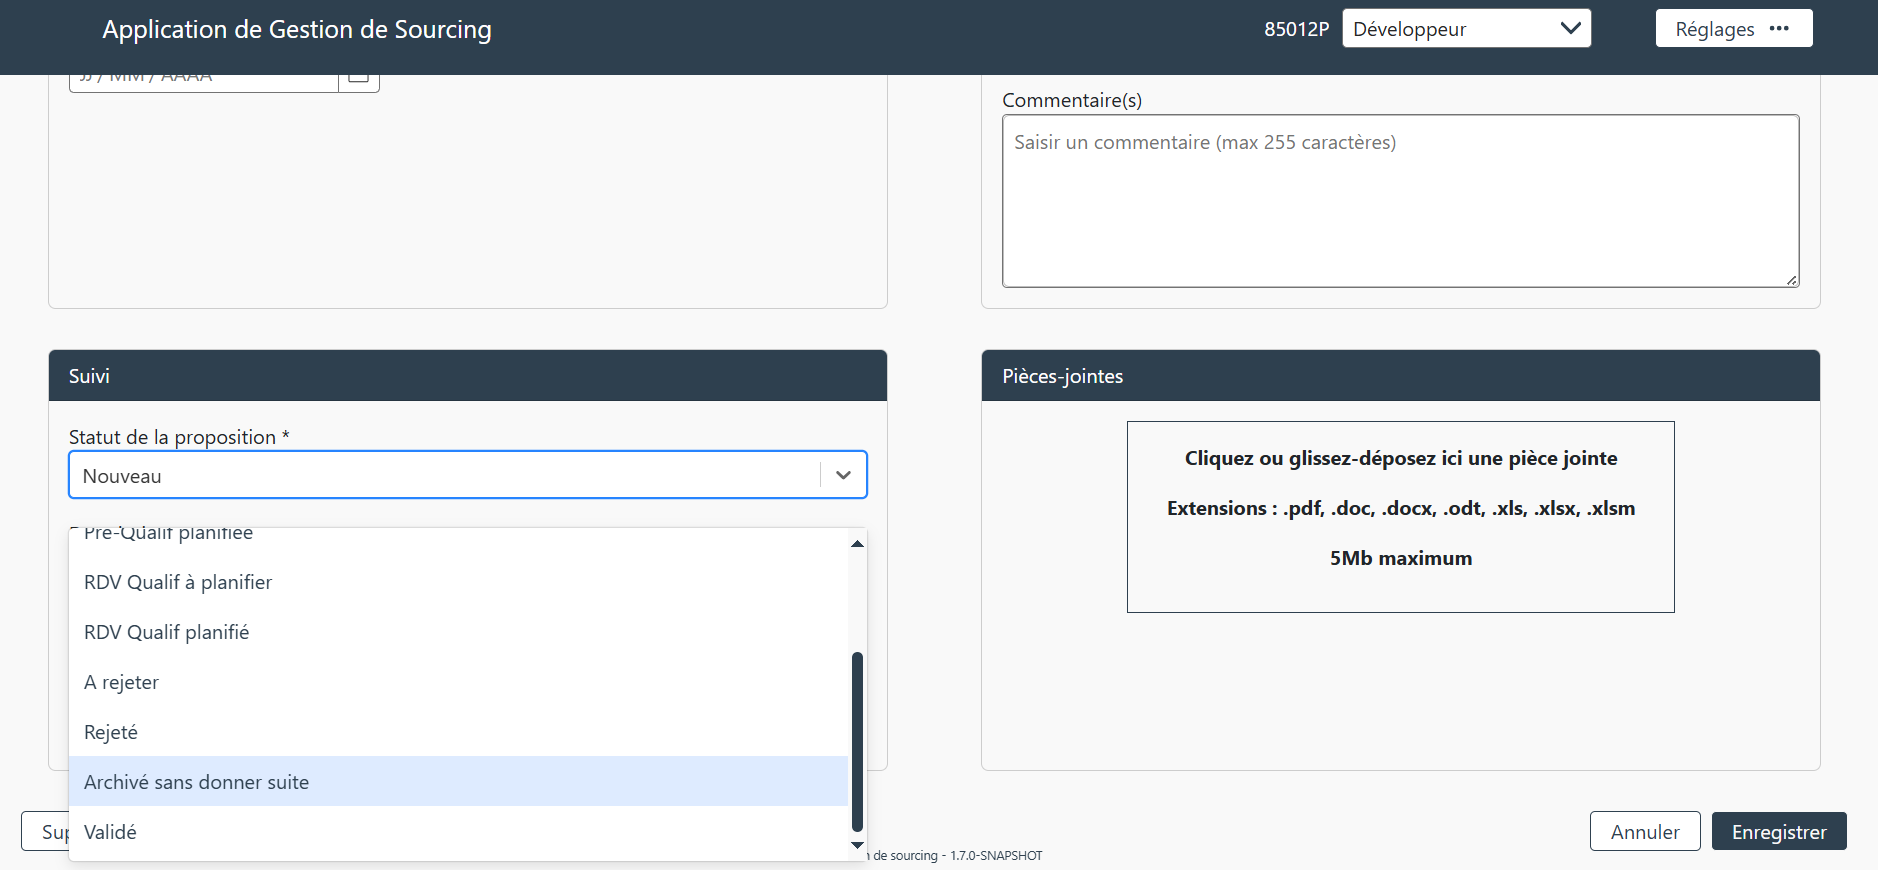 Application de Gestion de Sourcing
85012P
Développeur
Réglages
JJ / MM / AAAA
Commentaire(s)
Saisir un commentaire (max 255 caractères)
Suivi
Statut de la proposition *
Nouveau
Pré-Qualif planifiée
RDV Qualif à planifier
RDV Qualif planifié
A rejeter
Rejeté
Archivé sans donner suite
Validé
Pièces-jointes
Cliquez ou glissez-déposez ici une pièce jointe
Extensions : .pdf, .doc, .docx, .odt, .xls, .xlsx, .xlsm
5Mb maximum
Sup
Annuler
Enregistrer
de sourcing - 1.7.0-SNAPSHOT